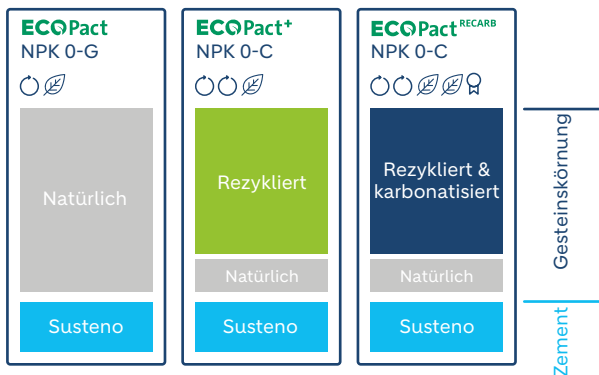 ECOPact
NPK 0-G
Natürlich
Susteno
ECOPact+
NPK 0-C
Rezykliert
Natürlich
Susteno
ECOPact RECARB
NPK 0-C
Rezykliert &
karbonatisiert
Natürlich
Susteno
Gesteinskörnung
Zement